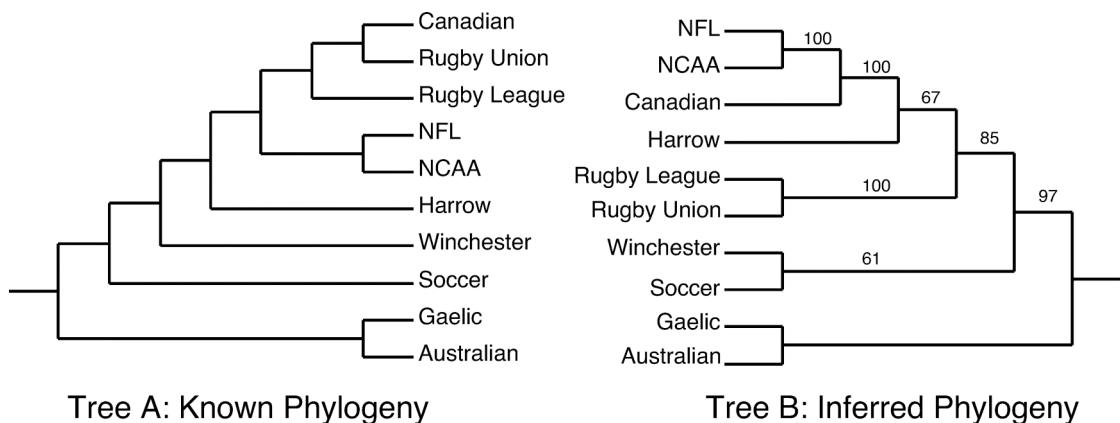 Canadian
Rugby Union
Rugby League
NFL
NCAA
Harrow
Winchester
Soccer
Gaelic
Australian
Tree A: Known Phylogeny
NFL
100
NCAA
100
Canadian
67
Harrow
85
Rugby League
100
Rugby Union
97
Winchester
61
Soccer
Gaelic
Australian
Tree B: Inferred Phylogeny